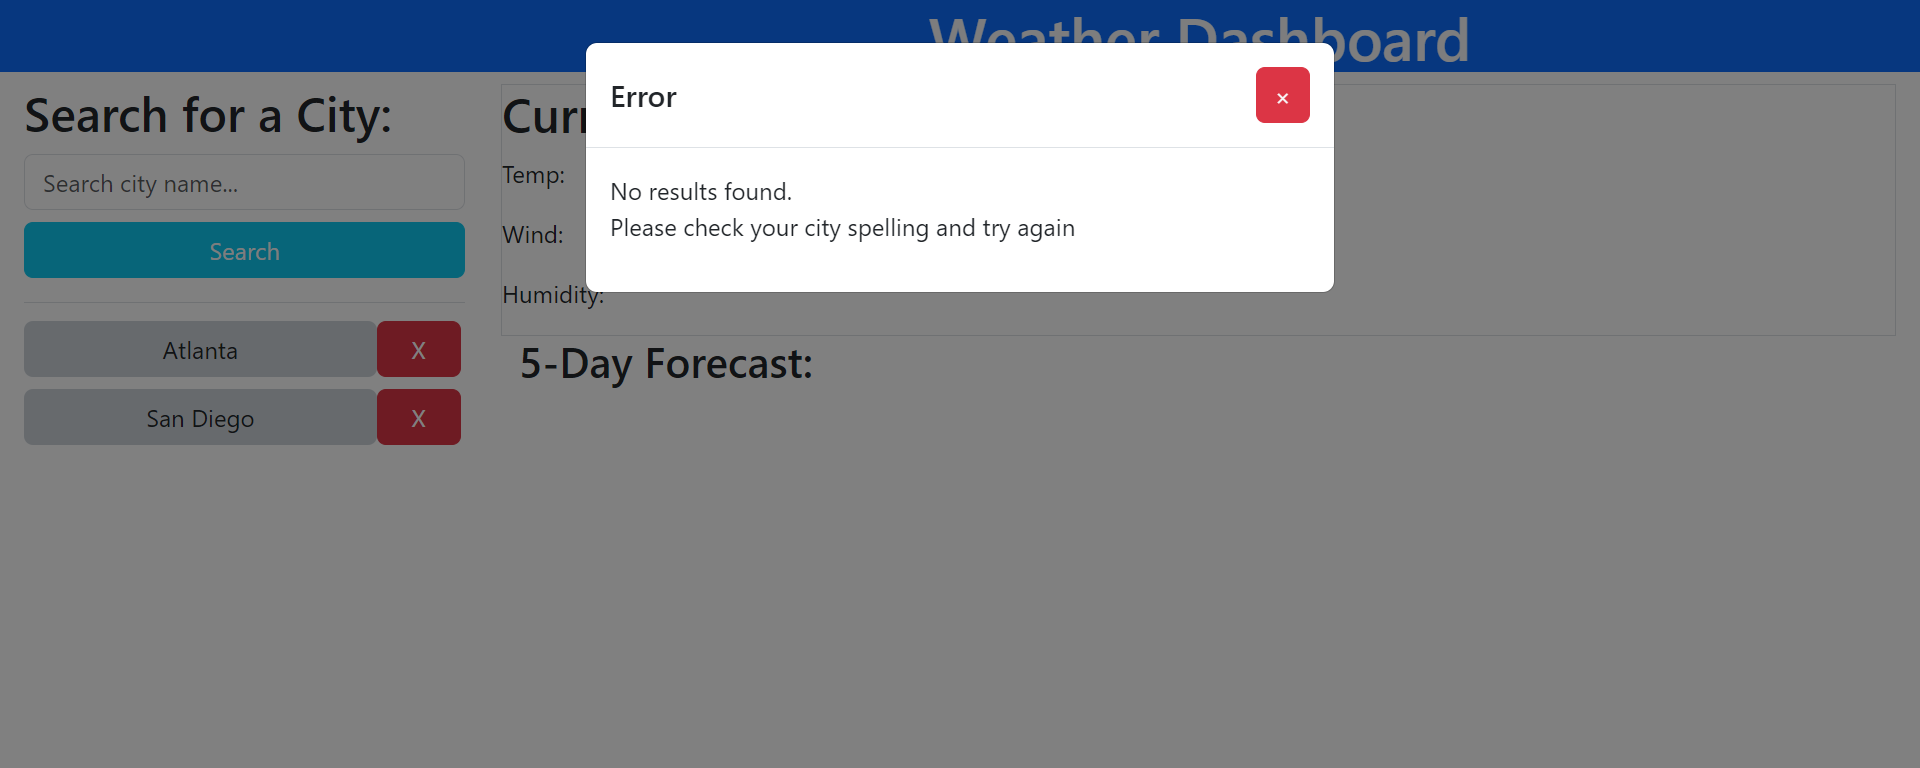 Weather Dashboard
Error
×
No results found.
Please check your city spelling and try again
Search for a City:
Search city name...
Search
Atlanta X
San Diego X
Temp:
Wind:
Humidity:
5-Day Forecast: